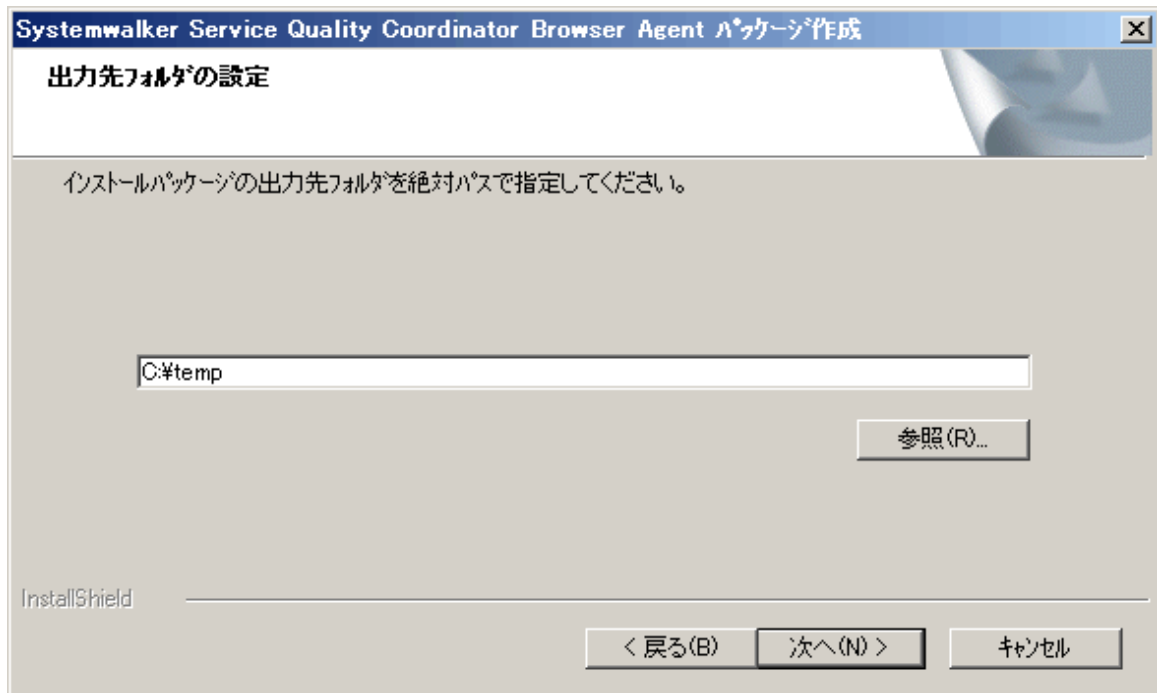 Systemwalker Service Quality Coordinator Browser Agent パッケージ作成
出力先フォルダの設定
インストールパッケージの出力先フォルダを絶対パスで指定してください。
C:¥temp
参照(R)...
InstallShield
< 戻る(B)
次へ(N) >
キャンセル